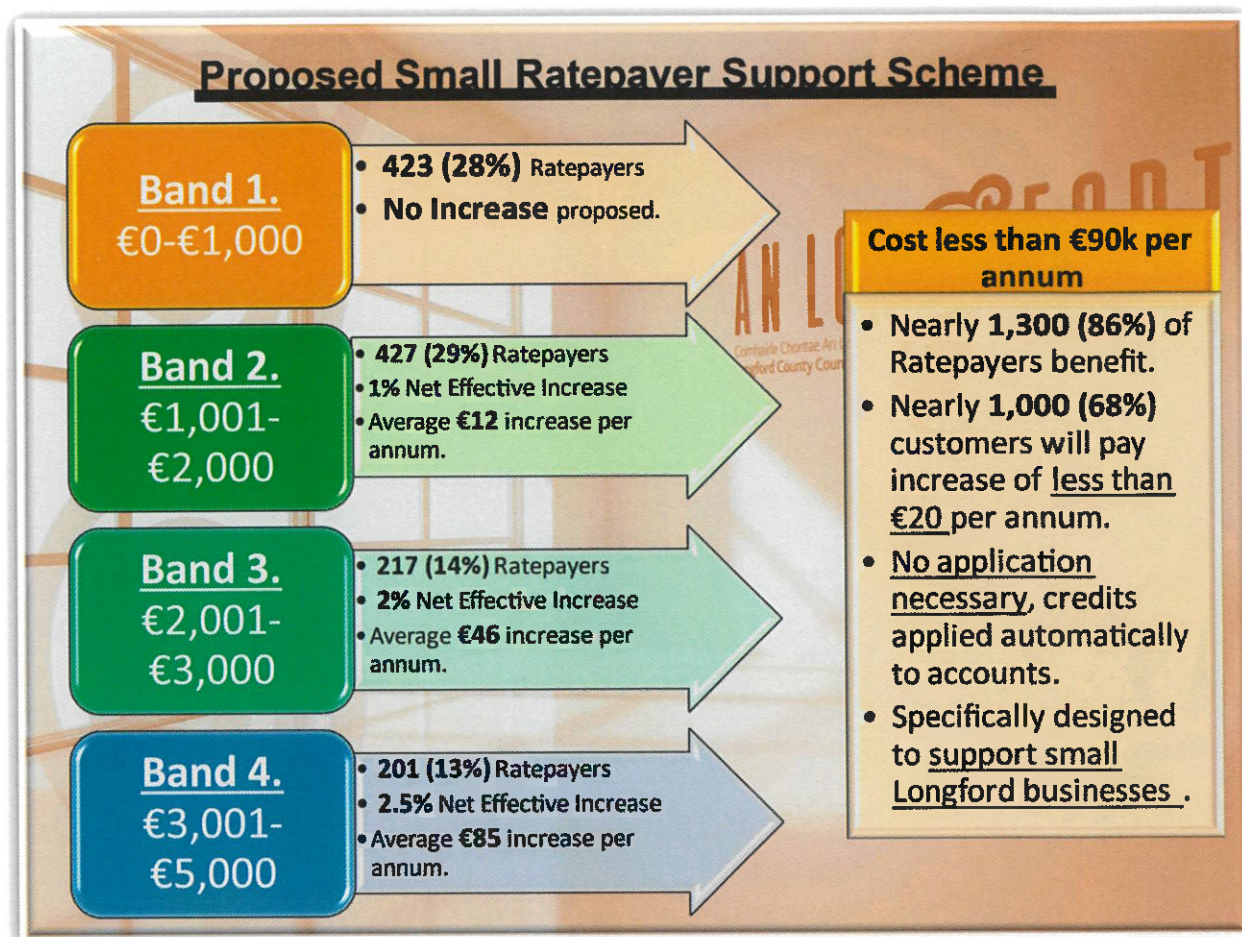 Proposed Small Ratepayer Support Scheme
Band 1.
€0-€1,000
• 423 (28%) Ratepayers
• No Increase proposed.
Band 2.
€1,001-
€2,000
• 427 (29%) Ratepayers
• 1% Net Effective Increase
• Average €12 increase per
annum.
Band 3.
€2,001-
€3,000
• 217 (14%) Ratepayers
• 2% Net Effective Increase
• Average €46 increase per
annum.
Band 4.
€3,001-
€5,000
• 201 (13%) Ratepayers
• 2.5% Net Effective Increase
• Average €85 increase per
annum.
Cost less than €90k per
annum
• Nearly 1,300 (86%) of
Ratepayers benefit.
• Nearly 1,000 (68%)
customers will pay
increase of less than
€20 per annum.
• No application
necessary, credits
applied automatically
to accounts.
• Specifically designed
to support small
Longford businesses .
AN
Comhairle Chontae An
County